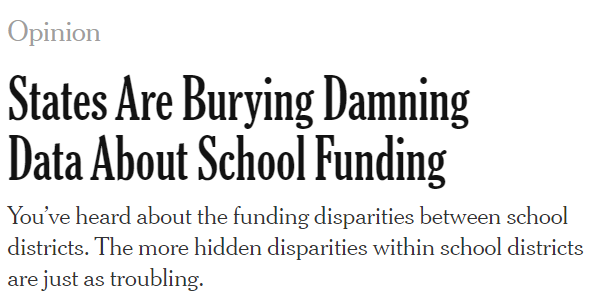 Opinion
States Are Burying Damning
Data About School Funding
You’ve heard about the funding disparities between school
districts. The more hidden disparities within school districts
are just as troubling.